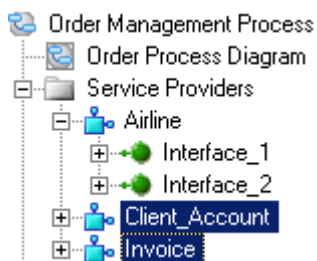 Order Management Process
Order Process Diagram
Service Providers
Airline
Interface_1
Interface_2
Client_Account
Invoice